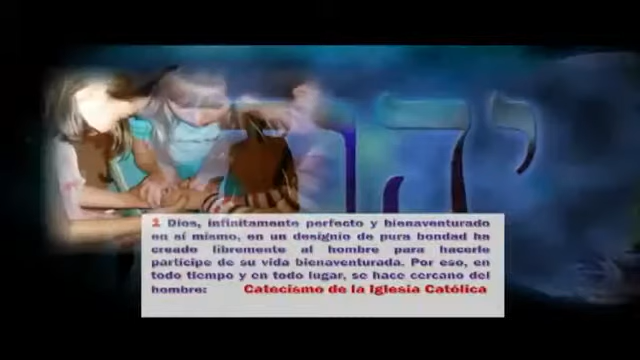 יהו
1 Dios, infinitamente perfecto y bienaventurado
en sí mismo, en un designio de pura bondad ha
creado libremente al hombre para hacerle
partícipe de su vida bienaventurada. Por eso, en
todo tiempo y en todo lugar, se hace cercano del
hombre: Catecismo de la Iglesia Católica